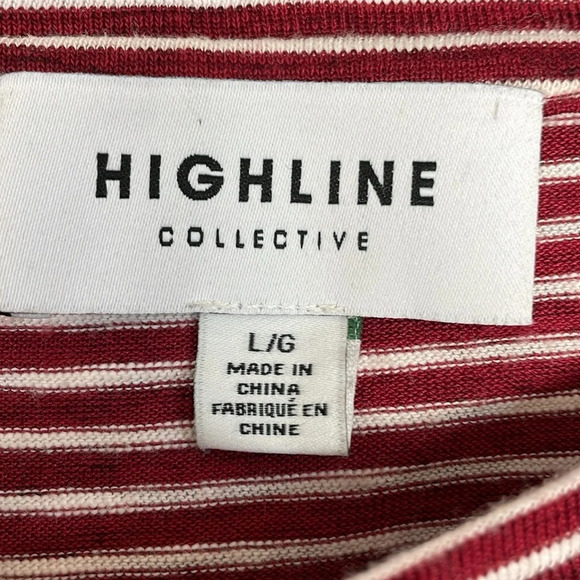 HIGHLINE
COLLECTIVE
L/G
MADE IN
CHINA
FABRIQUÉ EN
CHINE